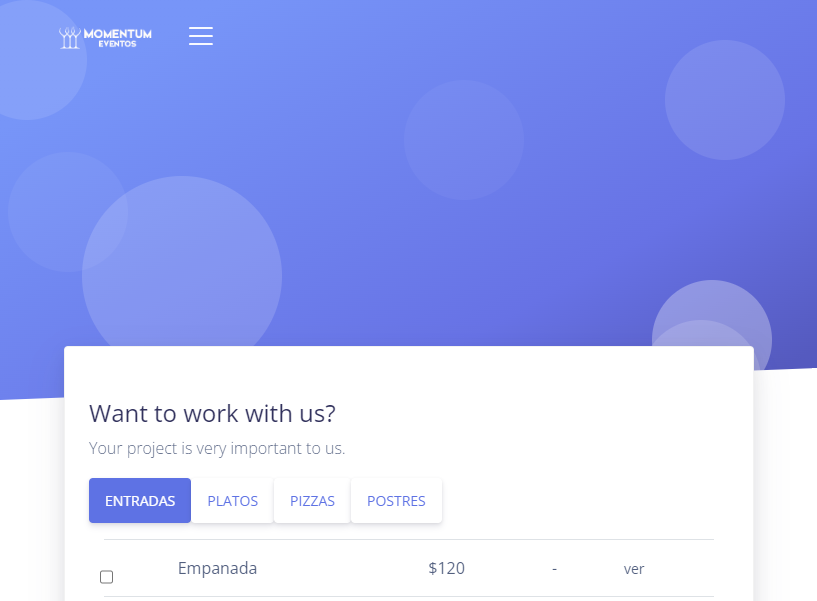 MOMENTUM
EVENTOS
Want to work with us?
Your project is very important to us.
ENTRADAS PLATOS PIZZAS POSTRES
Empanada $120 - ver